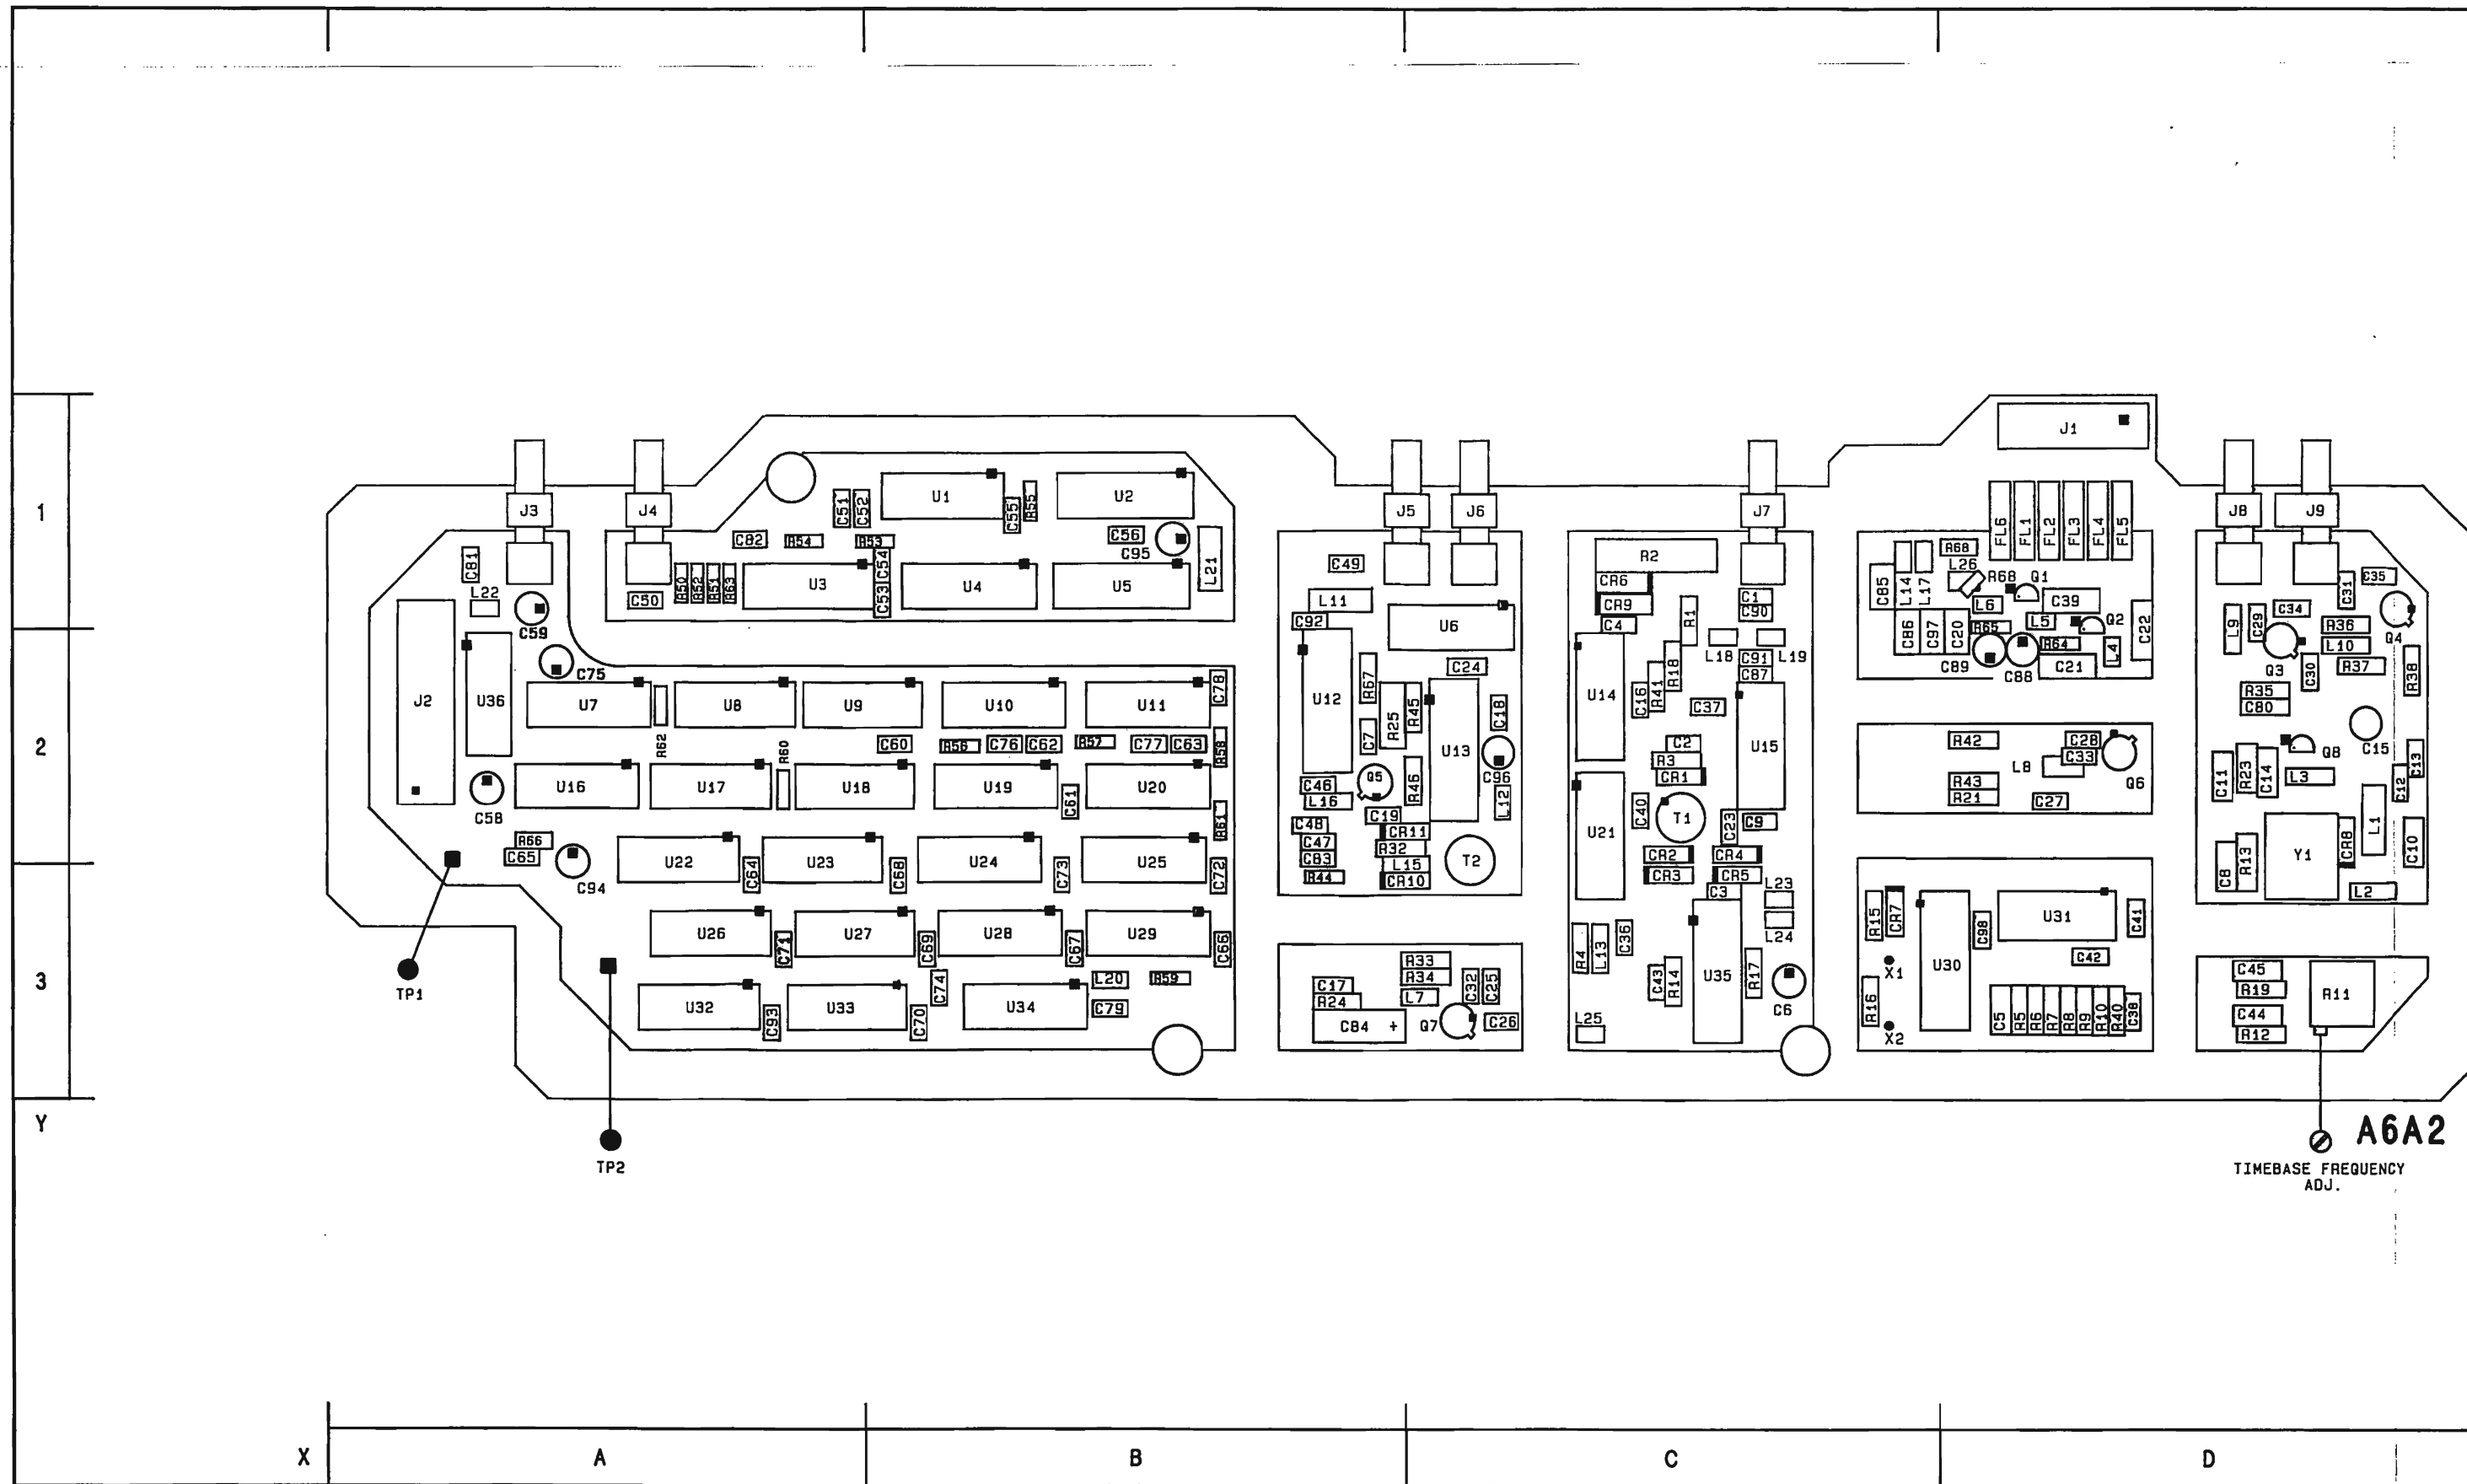 J1
1
J3
J4
U1
U2
J5
J6
J7
J8
J9
C51
C52
C55
R55
FL6
FL1
FL2
FL3
FL4
FL5
C82
R54
R53
C56
C95
L21
C81
C54
C53
U3
U4
U5
R50
R52
R51
R63
C50
L22
C59
C49
L11
C92
U6
R2
CR6
CR9
C4
R1
C1
C90
C85
L14
L17
R68
L26
R68
Q1
L6
C39
L5
Q2
C22
C86
C97
C20
R65
R64
L4
C89
C88
C21
C35
C31
C34
L9
C29
R36
Q4
L10
Q3
C30
R37
R38
R35
C80
C75
J2
U36
U7
U8
U9
U10
U11
C78
U12
R67
C24
R25
R45
C18
U14
C16
R41
R18
L18
L19
C91
C87
C37
2
R62
R60
C60
R56
C76
C62
R57
C77
C63
R58
C7
U13
C2
R3
CR1
U15
R42
C28
C33
L8
Q6
R43
R21
C27
Q8
C15
C11
R23
C14
L3
C13
C12
C58
U16
U17
U18
U19
C61
U20
R61
Q5
C46
L16
R46
C96
L12
C19
C48
CR11
C47
R32
C83
L15
R44
CR10
T2
U21
C40
T1
C23
C9
CR2
CR4
CR3
CR5
C3
L23
L24
L1
Y1
CR8
C10
C8
R13
L2
R66
C65
C94
U22
C64
U23
C68
U24
C73
U25
C72
U26
C71
U27
C69
U28
C67
U29
C66
R15
CR7
C98
U31
C41
C42
3
TP1
U32
C93
U33
C70
C74
U34
L20
R59
C79
R33
R34
C17
R24
L7
C32
C25
C84 +
Q7
C26
R4
L13
C36
C43
R14
U35
R17
C6
L25
X1
R16
X2
U30
C5
R5
R6
R7
R8
R9
R10
R40
C38
C45
R19
C44
R12
R11
Y
TP2
A6A2
TIMEBASE FREQUENCY
ADJ.
X
A
B
C
D